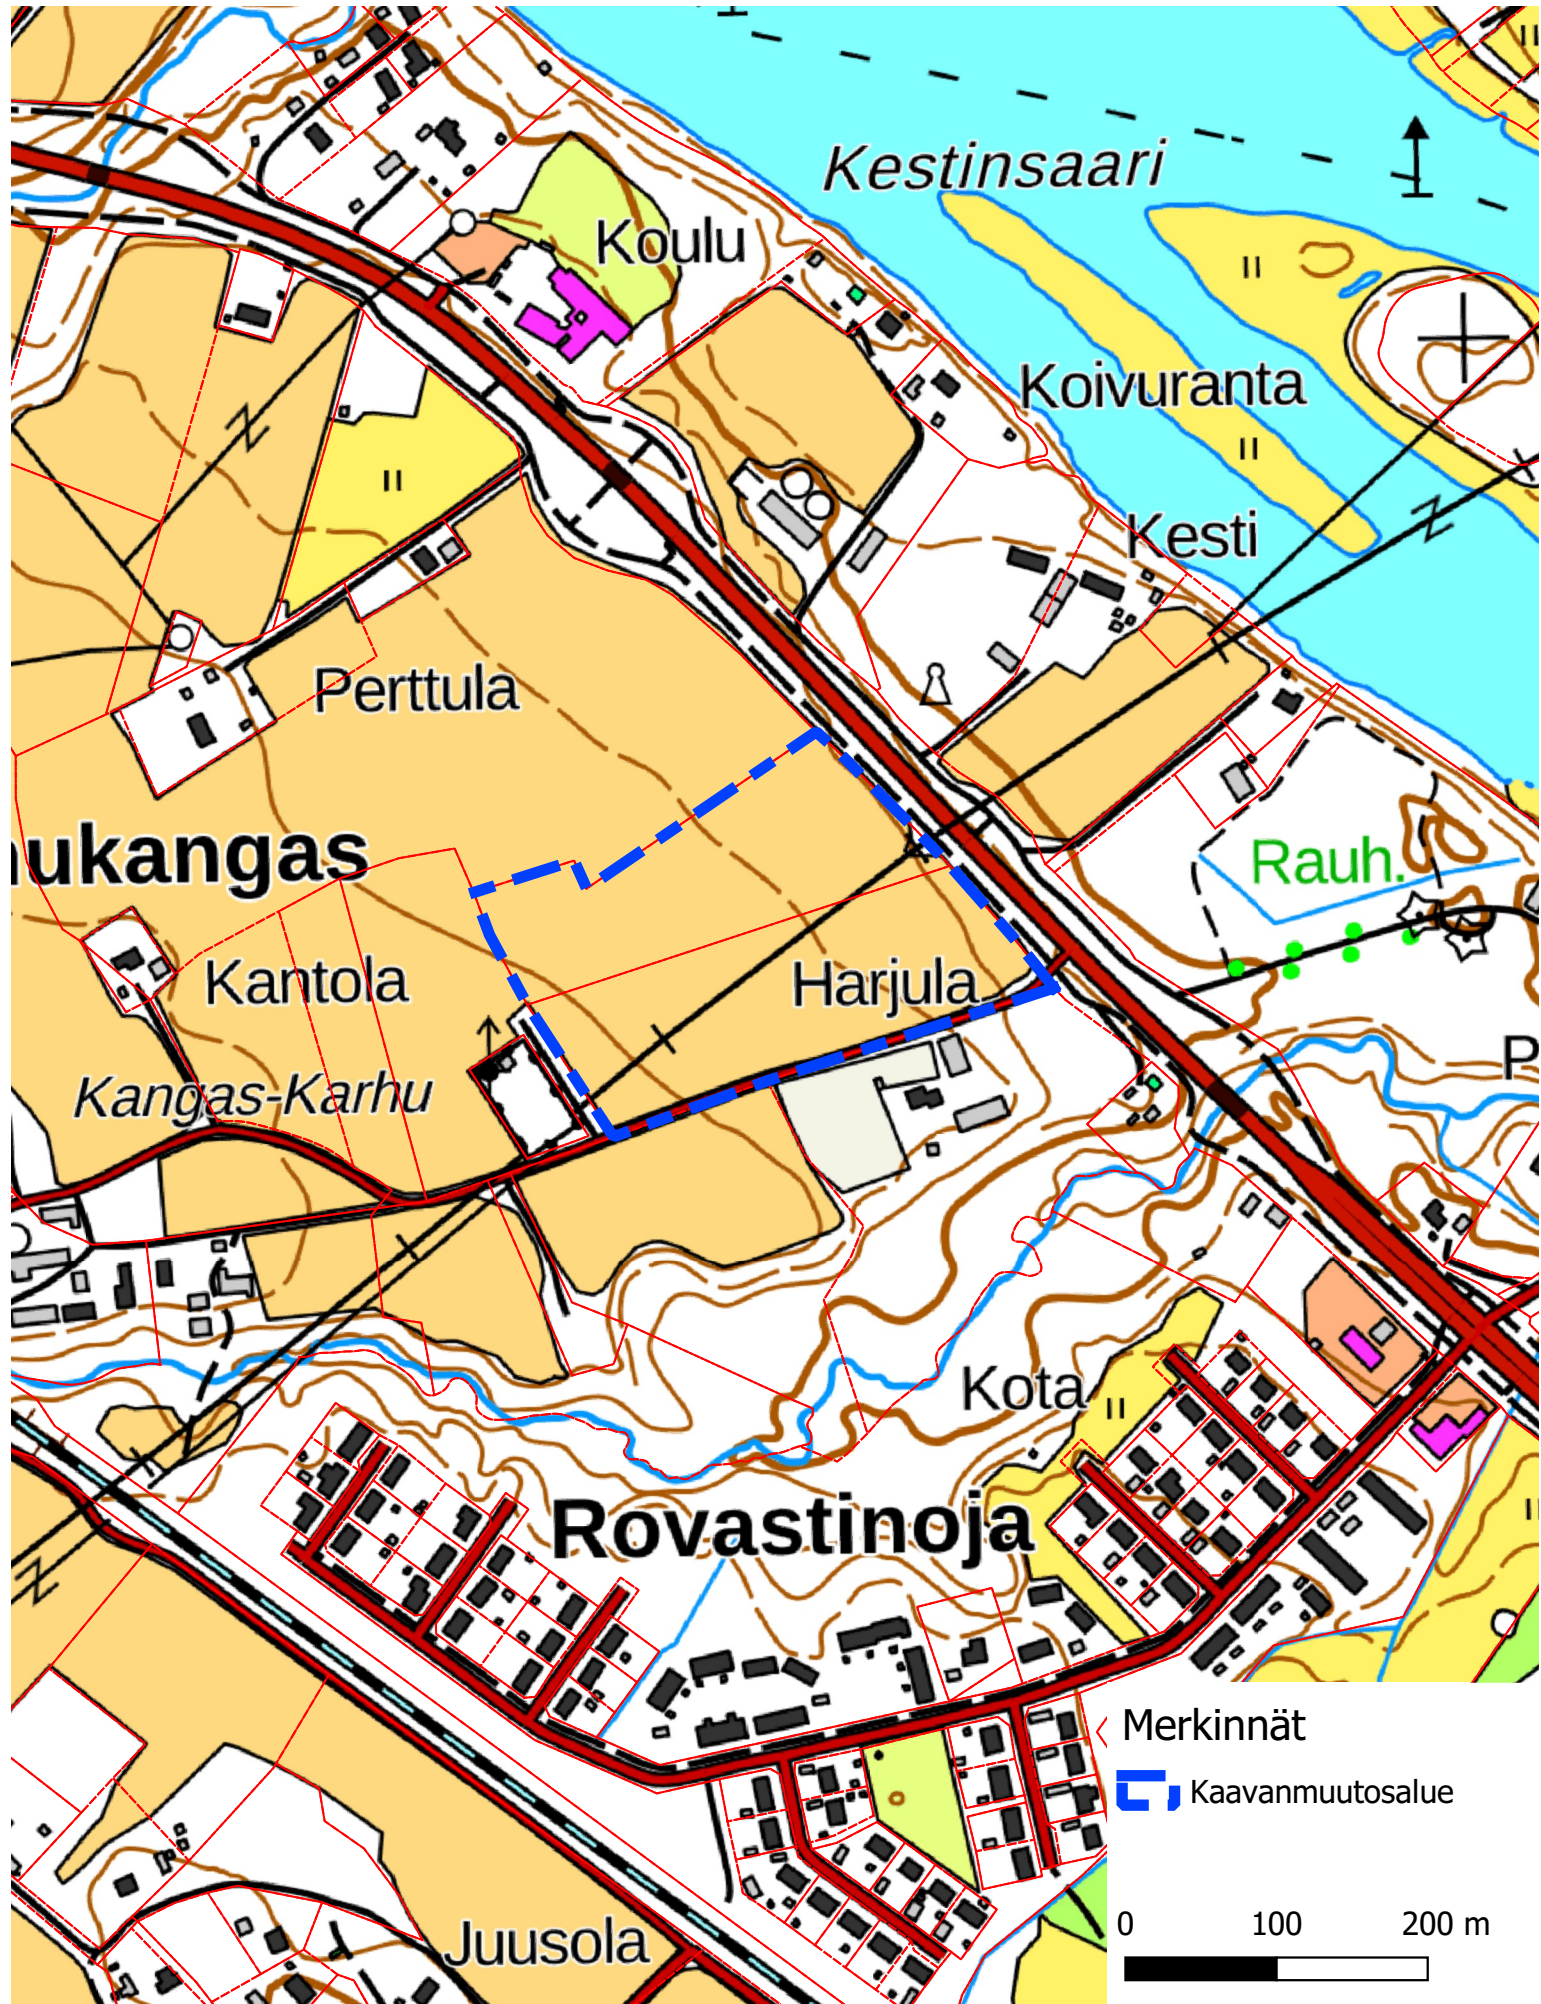 Kestinsaari
Koulu
Koivuranta
Kesti
Perttula
ukangas
Rauh.
Kantola
Harjula
Kangas-Karhu
Kota
Rovastinoja
Juusola
Merkinnät
Kaavanmuutosalue
0 100 200 m